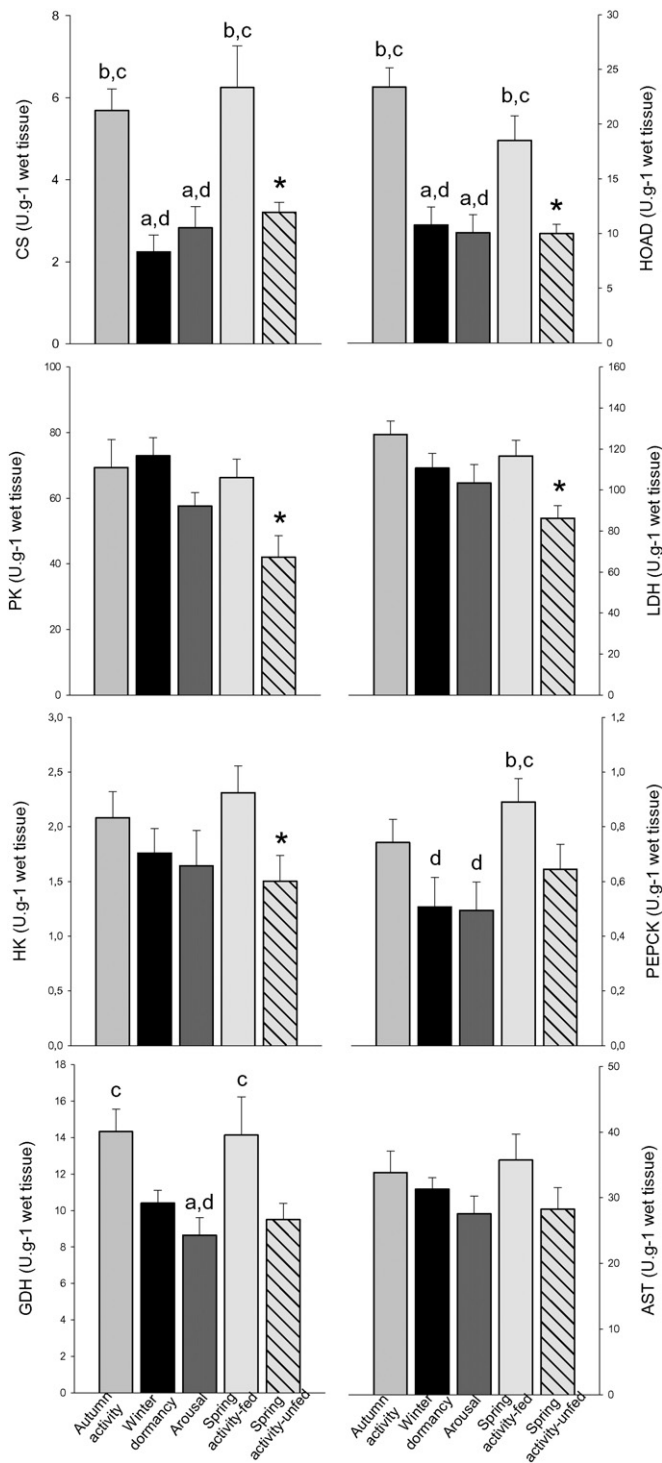 CS (U.g-1 wet tissue)
8
6
4
2
0
b,c
a,d
a,d
b,c
*
HOAD (U.g-1 wet tissue)
30
25
20
15
10
5
0
b,c
a,d
a,d
b,c
*
PK (U.g-1 wet tissue)
100
80
60
40
20
0
*
LDH (U.g-1 wet tissue)
160
140
120
100
80
60
40
20
0
*
HK (U.g-1 wet tissue)
3,0
2,5
2,0
1,5
1,0
0,5
0,0
*
PEPCK (U.g-1 wet tissue)
1,2
1,0
0,8
0,6
0,4
0,2
0,0
d
d
b,c
GDH (U.g-1 wet tissue)
18
16
14
12
10
8
6
4
2
0
c
a,d
c
AST (U.g-1 wet tissue)
50
40
30
20
10
0
Autumn
activity
Winter
dormancy
Arousal
Spring
activity-fed
Spring
activity-unfed
Autumn
activity
Winter
dormancy
Arousal
Spring
activity-fed
Spring
activity-unfed